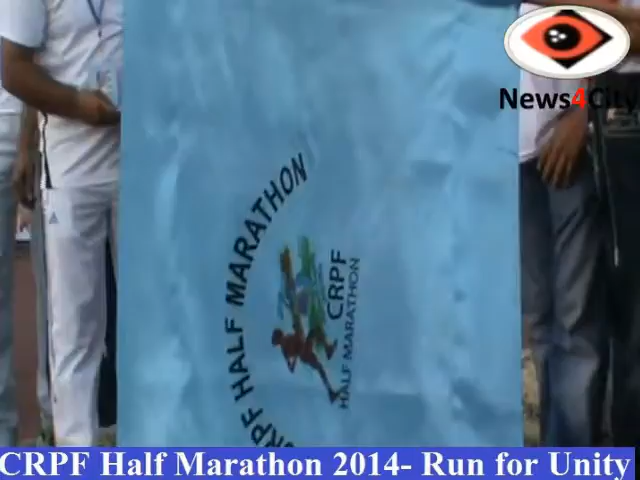 News4City
HALF MARATHON
CRPF
HALF MARATHON
CRPF Half Marathon 2014- Run for Unity